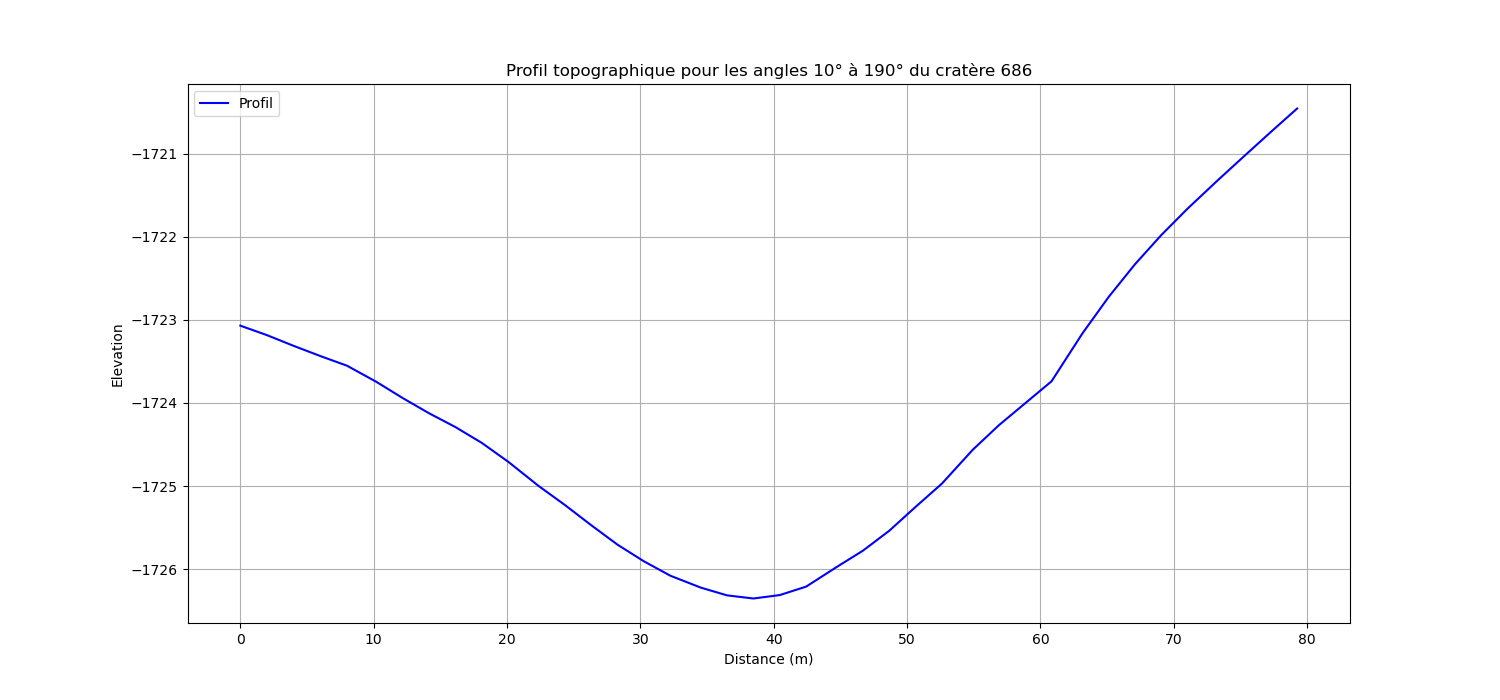 Profil topographique pour les angles 10° à 190° du cratère 686
Profil
−1721
−1722
−1723
−1724
−1725
−1726
Elevation
0 10 20 30 40 50 60 70 80
Distance (m)